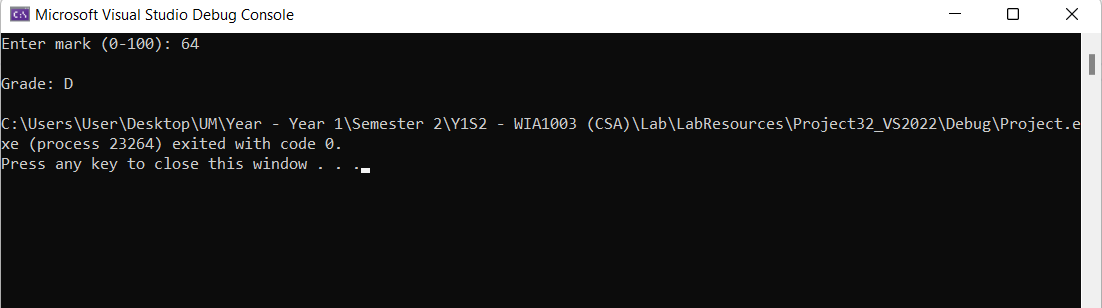 Microsoft Visual Studio Debug Console
Enter mark (0-100): 64
Grade: D
C:\Users\User\Desktop\UM\Year - Year 1\Semester 2\Y1S2 - WIA1003 (CSA)\Lab\LabResources\Project32_VS2022\Debug\Project.e
xe (process 23264) exited with code 0.
Press any key to close this window . . .